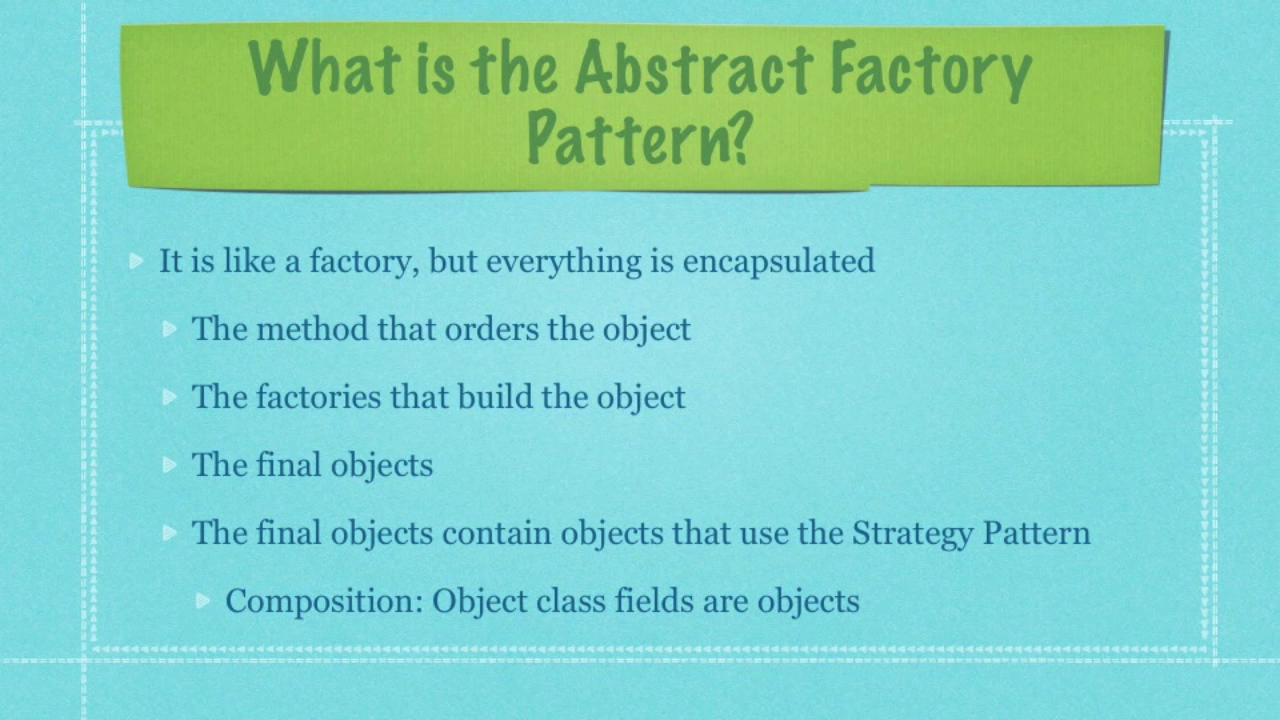 What is the Abstract Factory
Pattern?
It is like a factory, but everything is encapsulated
The method that orders the object
The factories that build the object
The final objects
The final objects contain objects that use the Strategy Pattern
Composition: Object class fields are objects